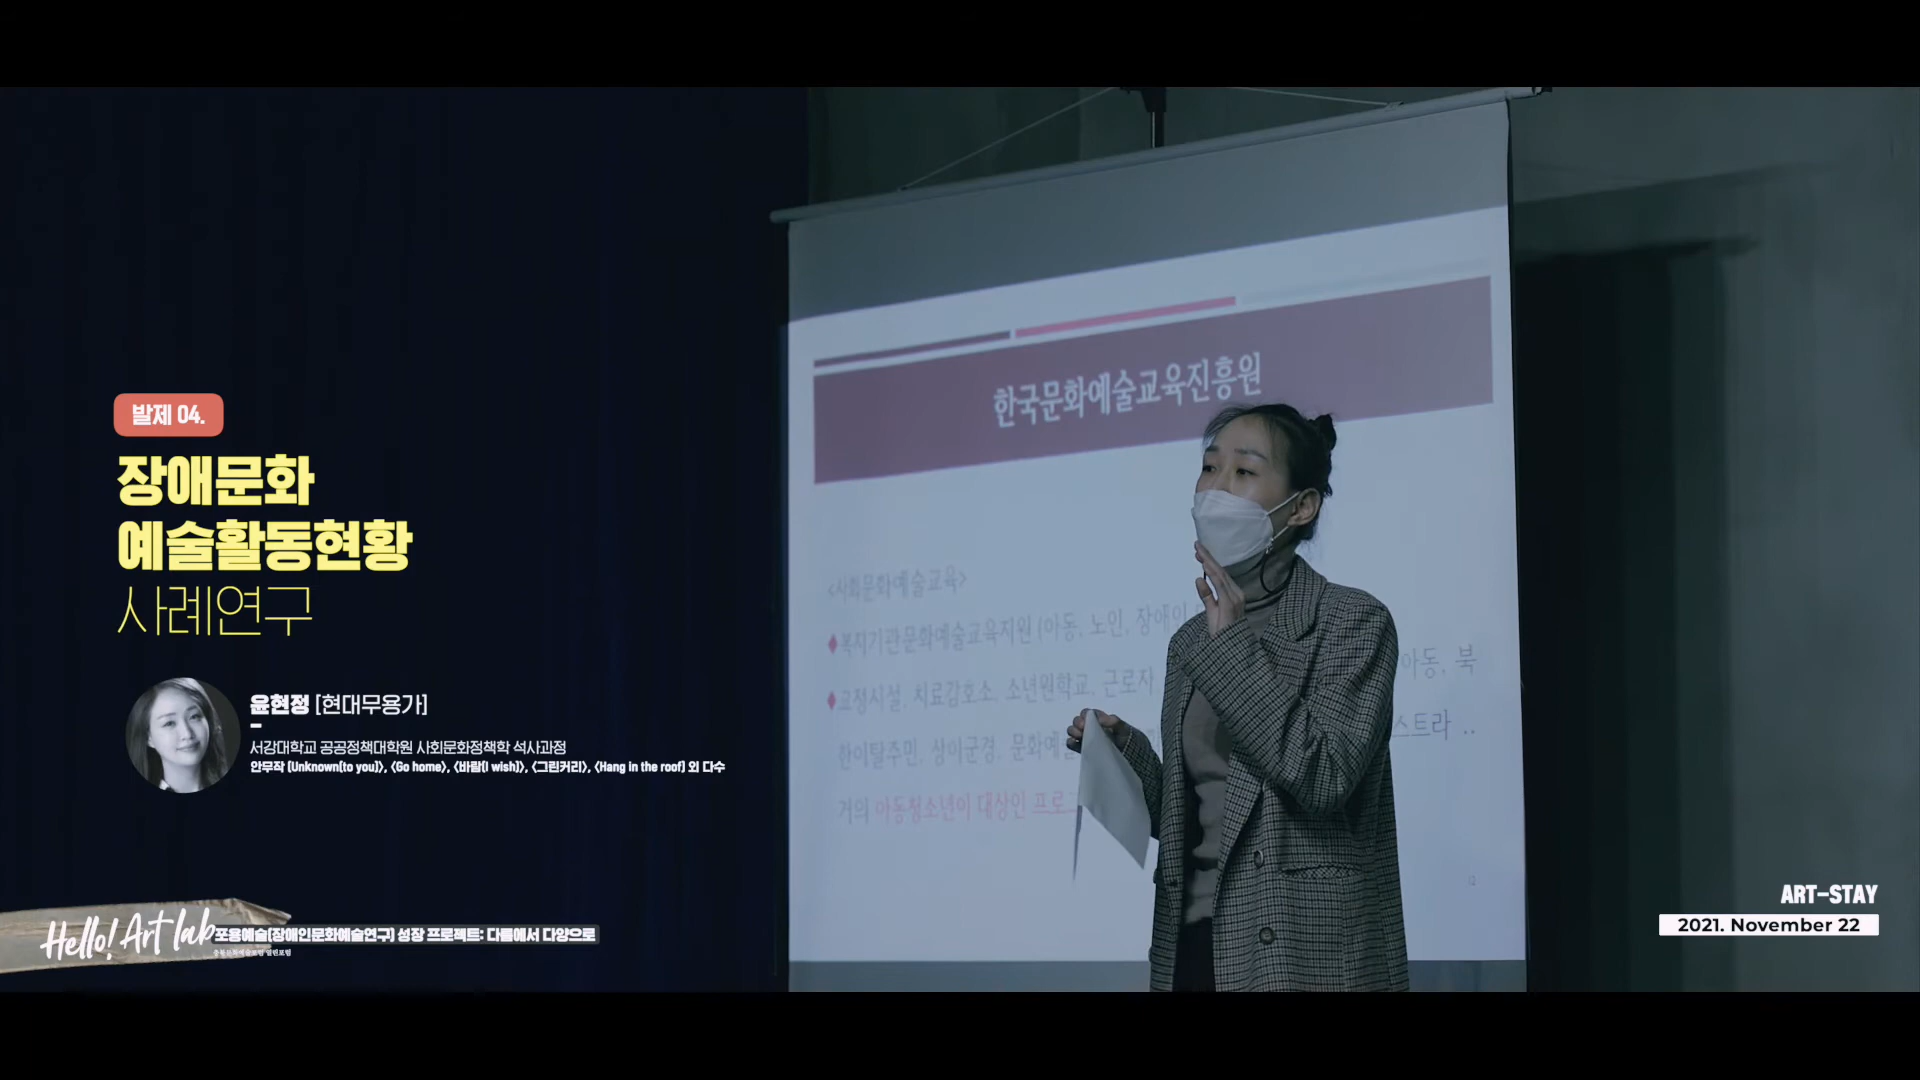 발제 04.
장애문화
예술활동현황
사례연구
윤현정 [현대무용가]
서강대학교 공공정책대학원 사회문화정책학 석사과정
안무작 (Unknown(to you)>, <Go home>, <바람(I wish)>, <그린커리>, <Hang in the roof) 외 다수
Hello! Art lab
포용예술(장애인문화예술연구) 성장 프로젝트: 다름에서 다양으로
한국문화예술교육진흥원
<사회문화예술교육>
♦복지기관문화예술교육지원 (아동, 노인, 장애인
♦교정시설, 치료감호소, 소년원학교, 근로자 아동, 북
한이탈주민, 상이군경, 문화예 스트라 ..
거의 아동청소년이 대상인 프로그
12
ART-STAY
2021. November 22